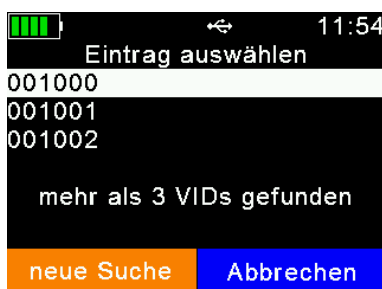 11:54
Eintrag auswählen
001000
001001
001002
mehr als 3 VIDs gefunden
neue Suche Abbrechen